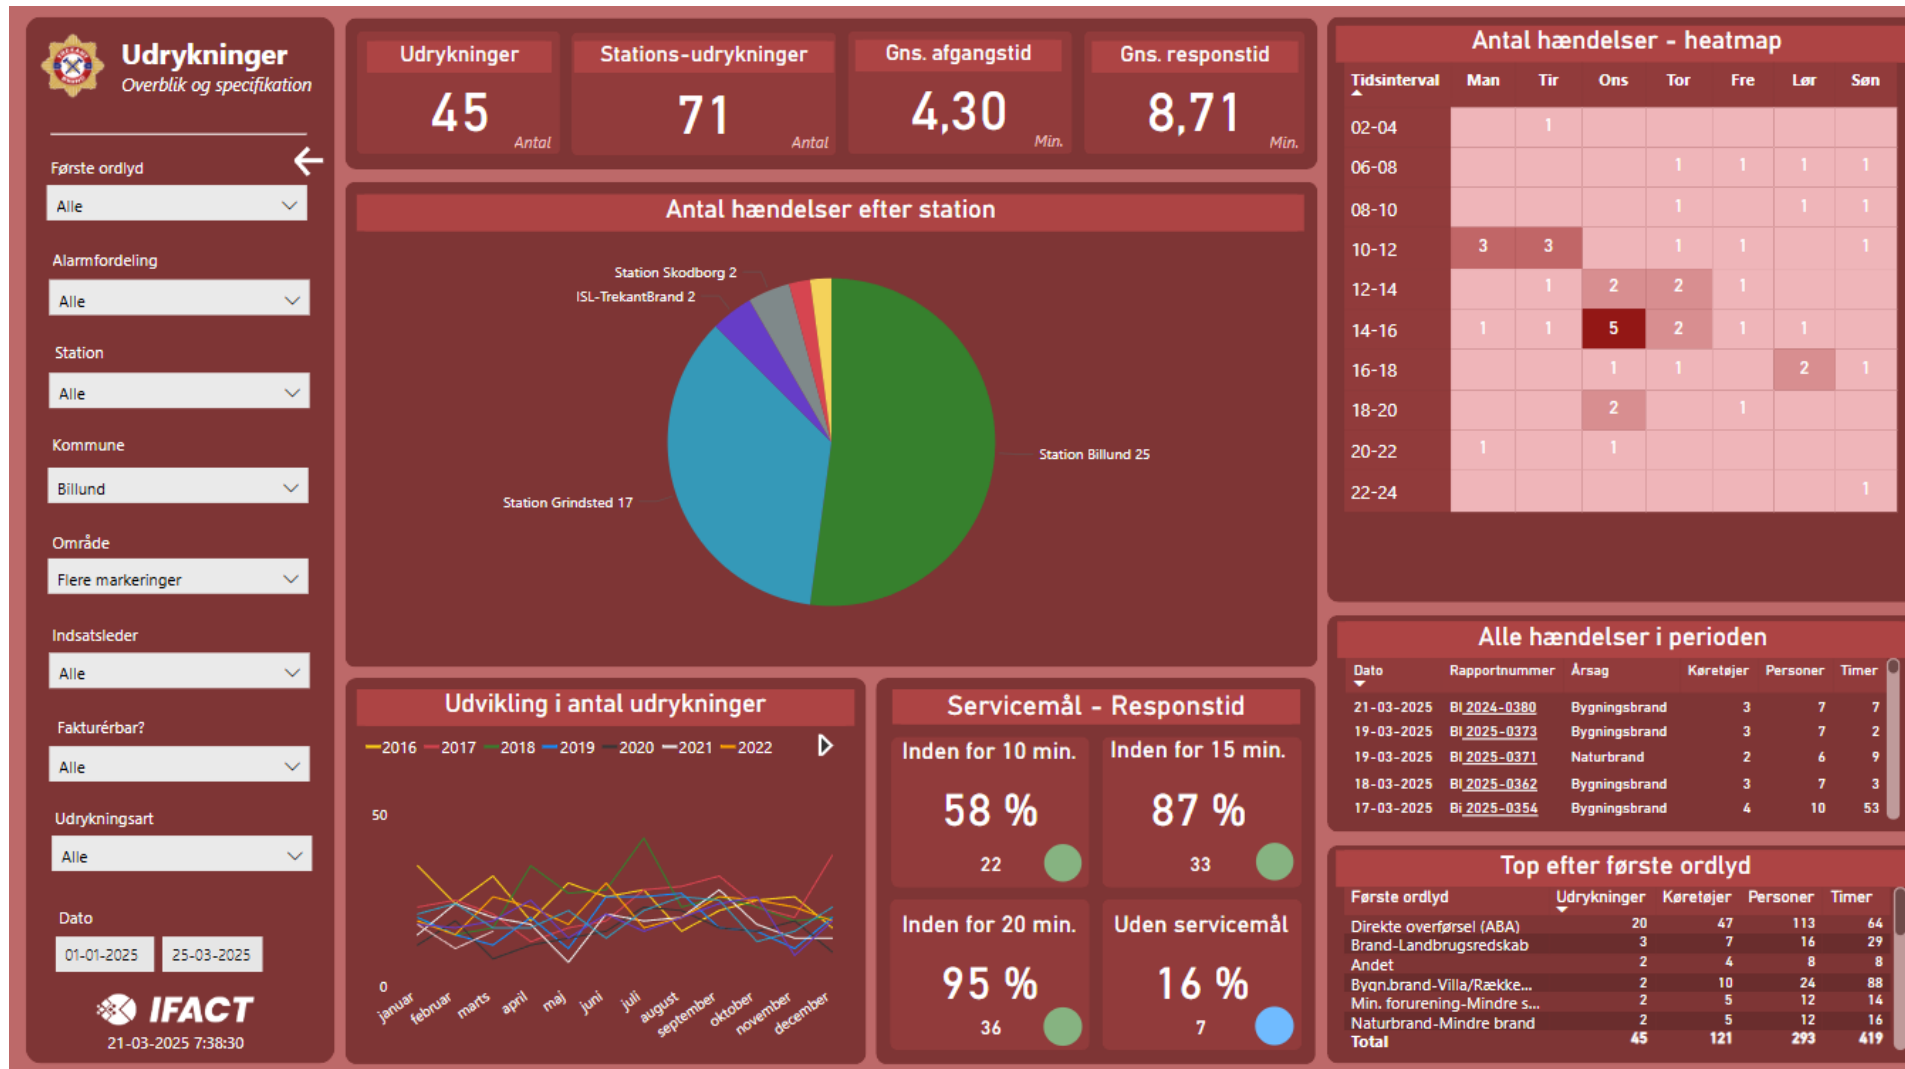 Udrykninger
Overblik og specifikation
Første ordlyd
Alle
Alarmfordeling
Alle
Station
Alle
Kommune
Billund
Område
Flere markeringer
Indsatsleder
Alle
Fakturérbar?
Alle
Udrykningsart
Alle
Dato
01-01-2025 25-03-2025
IFACT
21-03-2025 7:38:30
Udrykninger
45
Antal
Stations-udrykninger
71
Antal
Gns. afgangstid
4,30
Min.
Gns. responstid
8,71
Min.
Antal hændelser efter station
Station Skodborg 2
ISL-TrekantBrand 2
Station Billund 25
Station Grindsted 17
Udvikling i antal udrykninger
2016 2017 2018 2019 2020 2021 2022
50
0
januar februar marts april maj juni juli august september oktober november december
Servicemål - Responstid
Inden for 10 min.
58 %
22
Inden for 15 min.
87 %
33
Inden for 20 min.
95 %
36
Uden servicemål
16 %
7
Antal hændelser - heatmap
Tidsinterval Man Tir Ons Tor Fre Lør Søn
02-04 1
06-08 1 1 1 1
08-10 1 1 1
10-12 3 3 1 1 1
12-14 1 2 2 1
14-16 1 1 5 2 1 1
16-18 1 1 2 1
18-20 2 1
20-22 1 1
22-24 1
Alle hændelser i perioden
Dato Rapportnummer Årsag Køretøjer Personer Timer
21-03-2025 BI 2024-0380 Bygningsbrand 3 7 7
19-03-2025 BI 2025-0373 Bygningsbrand 3 7 2
19-03-2025 BI 2025-0371 Naturbrand 2 6 9
18-03-2025 BI 2025-0362 Bygningsbrand 3 7 3
17-03-2025 Bi 2025-0354 Bygningsbrand 4 10 53
Top efter første ordlyd
Første ordlyd Udrykninger Køretøjer Personer Timer
Direkte overførsel (ABA) 20 47 113 64
Brand-Landbrugsredskab 3 7 16 29
Andet 2 4 8 8
Bygn.brand-Villa/Række... 2 10 24 88
Min. forurening-Mindre s... 2 5 12 14
Naturbrand-Mindre brand 2 5 12 16
Total 45 121 293 419